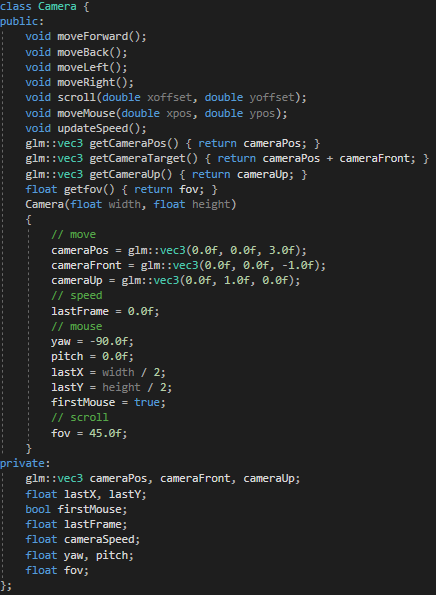 class Camera {
public:
    void moveForward();
    void moveBack();
    void moveLeft();
    void moveRight();
    void scroll(double xoffset, double yoffset);
    void moveMouse(double xpos, double ypos);
    void updateSpeed();
    glm::vec3 getCameraPos() { return cameraPos; }
    glm::vec3 getCameraTarget() { return cameraPos + cameraFront; }
    glm::vec3 getCameraUp() { return cameraUp; }
    float getfov() { return fov; }
    Camera(float width, float height)
    {
        // move
        cameraPos = glm::vec3(0.0f, 0.0f, 3.0f);
        cameraFront = glm::vec3(0.0f, 0.0f, -1.0f);
        cameraUp = glm::vec3(0.0f, 1.0f, 0.0f);
        // speed
        lastFrame = 0.0f;
        // mouse
        yaw = -90.0f;
        pitch = 0.0f;
        lastX = width / 2;
        lastY = height / 2;
        firstMouse = true;
        // scroll
        fov = 45.0f;
    }
private:
    glm::vec3 cameraPos, cameraFront, cameraUp;
    float lastX, lastY;
    bool firstMouse;
    float lastFrame;
    float cameraSpeed;
    float yaw, pitch;
    float fov;
};